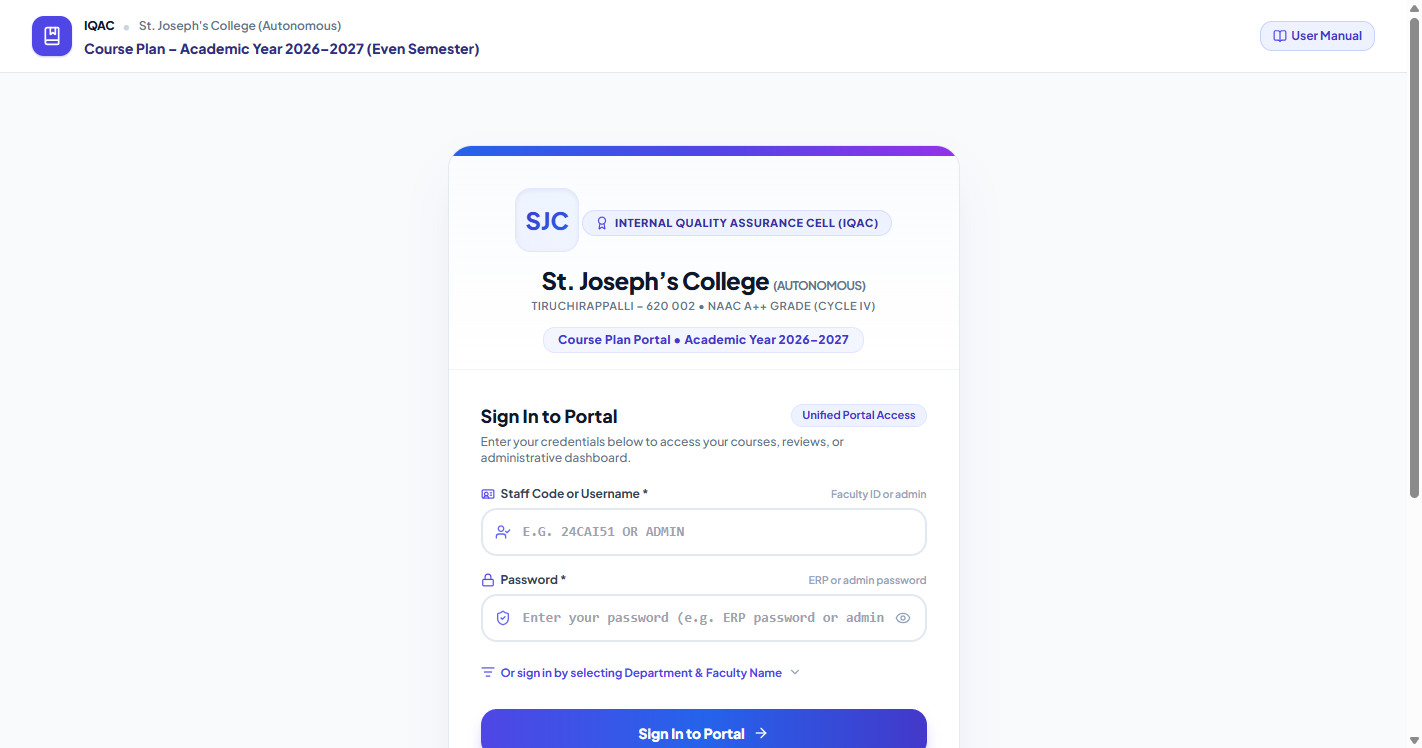 IQAC • St. Joseph's College (Autonomous)
Course Plan – Academic Year 2026–2027 (Even Semester)
User Manual
SJC
INTERNAL QUALITY ASSURANCE CELL (IQAC)
St. Joseph’s College (AUTONOMOUS)
TIRUCHIRAPPALLI – 620 002 • NAAC A++ GRADE (CYCLE IV)
Course Plan Portal • Academic Year 2026–2027
Sign In to Portal
Unified Portal Access
Enter your credentials below to access your courses, reviews, or
administrative dashboard.
Staff Code or Username *
Faculty ID or admin
E.G. 24CAI51 OR ADMIN
Password *
ERP or admin password
Enter your password (e.g. ERP password or admin
Or sign in by selecting Department & Faculty Name
Sign In to Portal →